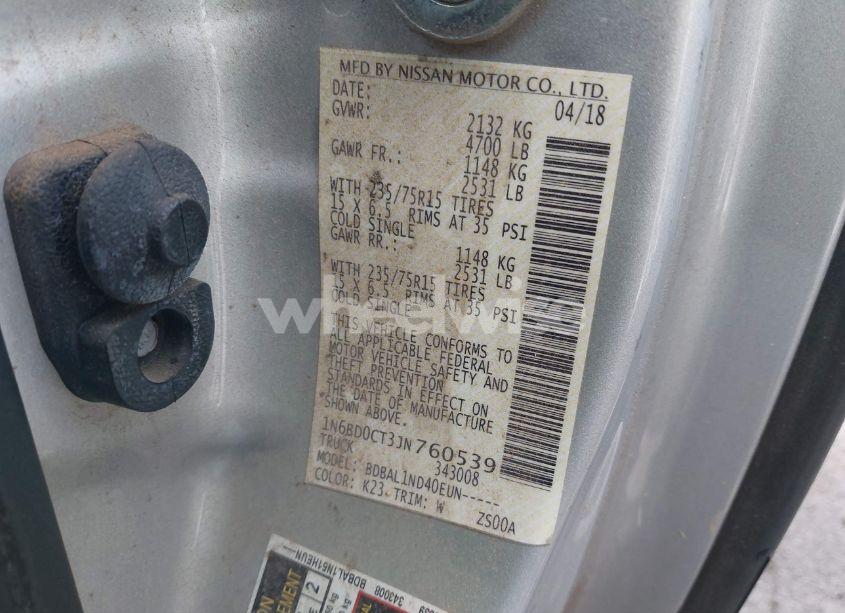 MFD BY NISSAN MOTOR CO., LTD.
DATE: 04/18
GVWR: 2132 KG
4700 LB
GAWR FR.: 1148 KG
2531 LB
WITH 235/75R15 TIRES
15 X 6.5 RIMS AT 35 PSI
COLD SINGLE
GAWR RR.: 1148 KG
2531 LB
WITH 235/75R15 TIRES
15 X 6.5 RIMS AT 35 PSI
COLD SINGLE
THIS VEHICLE CONFORMS TO
ALL APPLICABLE FEDERAL
MOTOR VEHICLE SAFETY AND
THEFT PREVENTION
STANDARDS IN EFFECT ON
THE DATE OF MANUFACTURE
SHOWN ABOVE.
1N6BD0CT3JN760539
TRUCK 343008
MODEL: BDBAL1ND40EUN-----
COLOR: K23 TRIM: W ZS00A
343008 BDBAL1N51HEUN
2